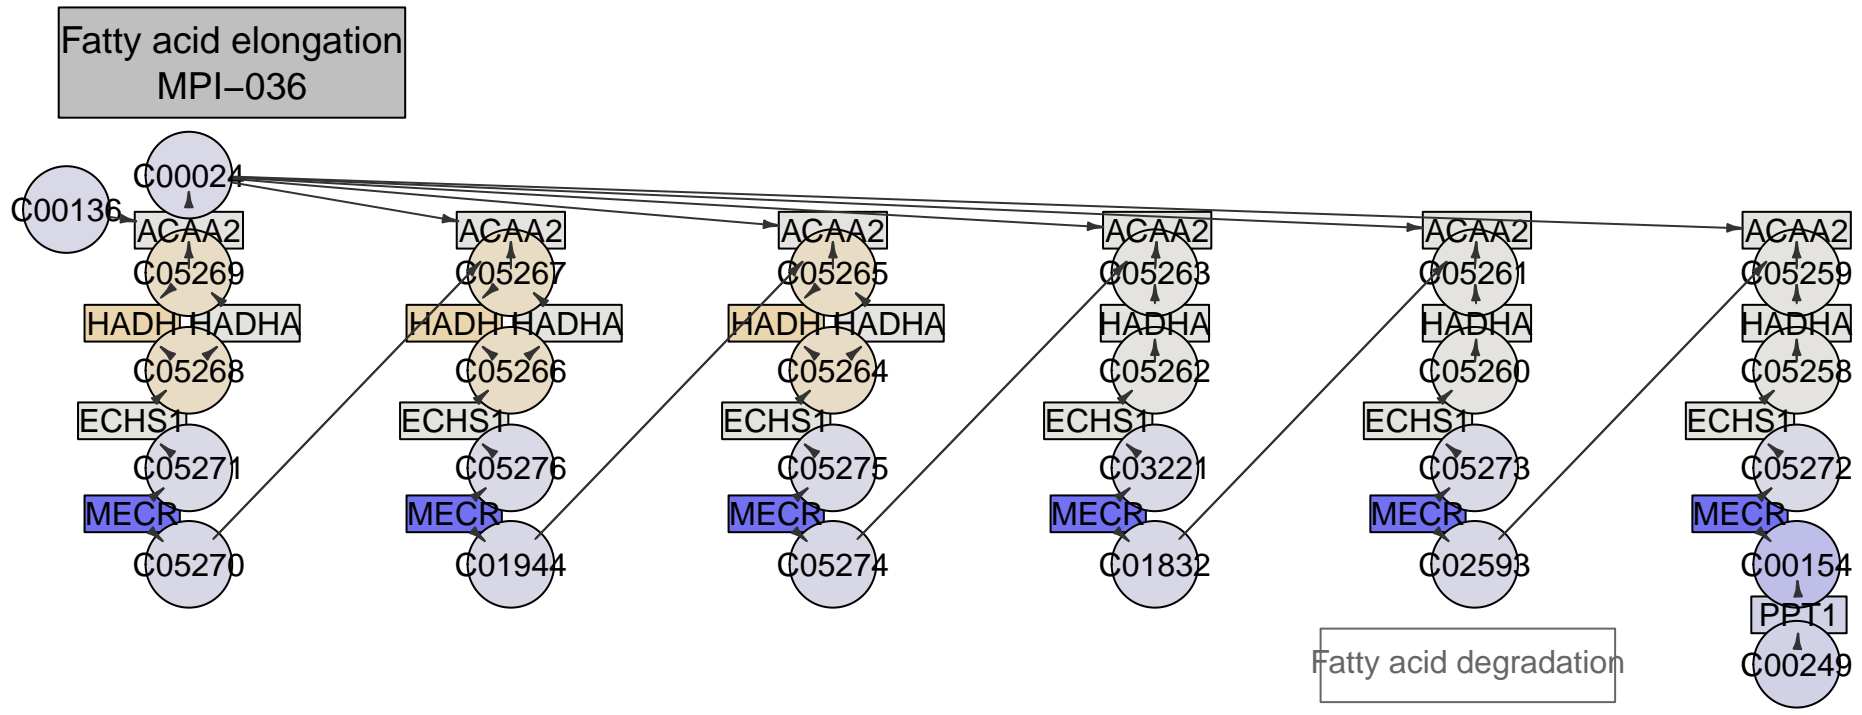 Fatty acid elongation
MPI−036
C00024
C00136
ACAA2 ACAA2 ACAA2 ACAA2 ACAA2 ACAA2
C05269 C05267 C05265 C05263 C05261 C05259
HADH HADHA HADH HADHA HADH HADHA HADHA HADHA HADHA
C05268 C05266 C05264 C05262 C05260 C05258
ECHS1 ECHS1 ECHS1 ECHS1 ECHS1 ECHS1
C05271 C05276 C05275 C03221 C05273 C05272
MECR MECR MECR MECR MECR MECR
C05270 C01944 C05274 C01832 C02593 C00154
PPT1
Fatty acid degradation
C00249